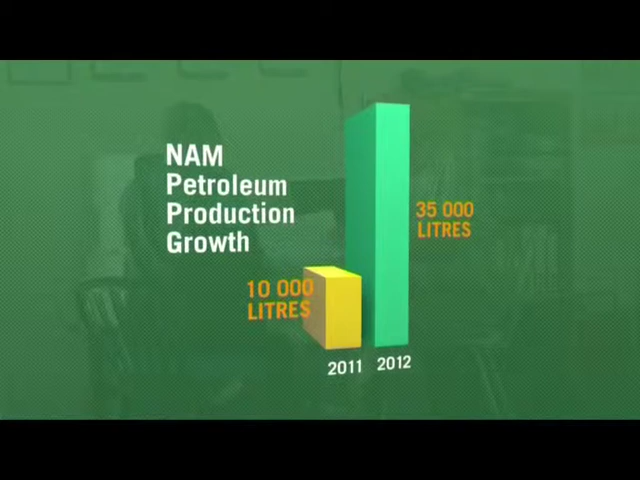 NAM
Petroleum
Production
Growth
35 000
LITRES
10 000
LITRES
2011
2012